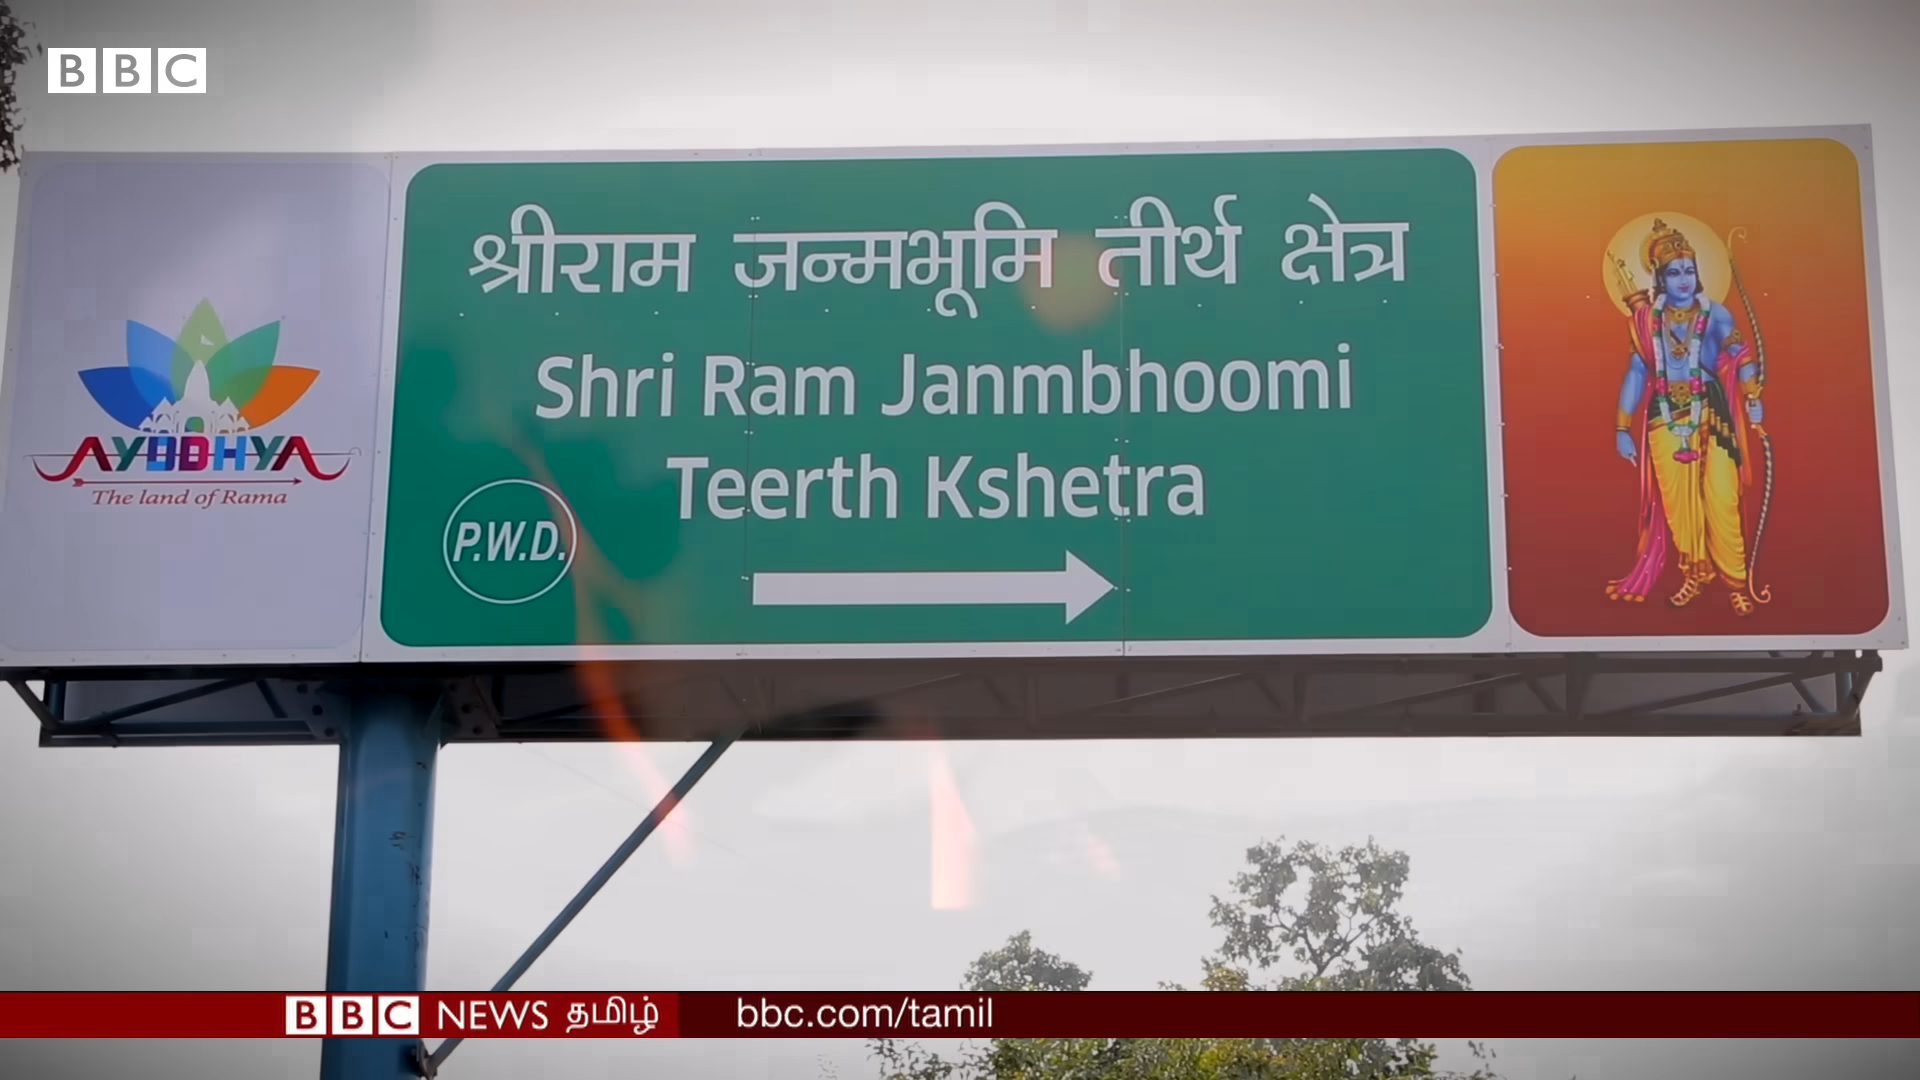 BBC
श्रीराम जन्मभूमि तीर्थ क्षेत्र
Shri Ram Janmbhoomi
Teerth Kshetra
P.W.D.
AYODHYA
The land of Rama
BBC NEWS தமிழ்
bbc.com/tamil